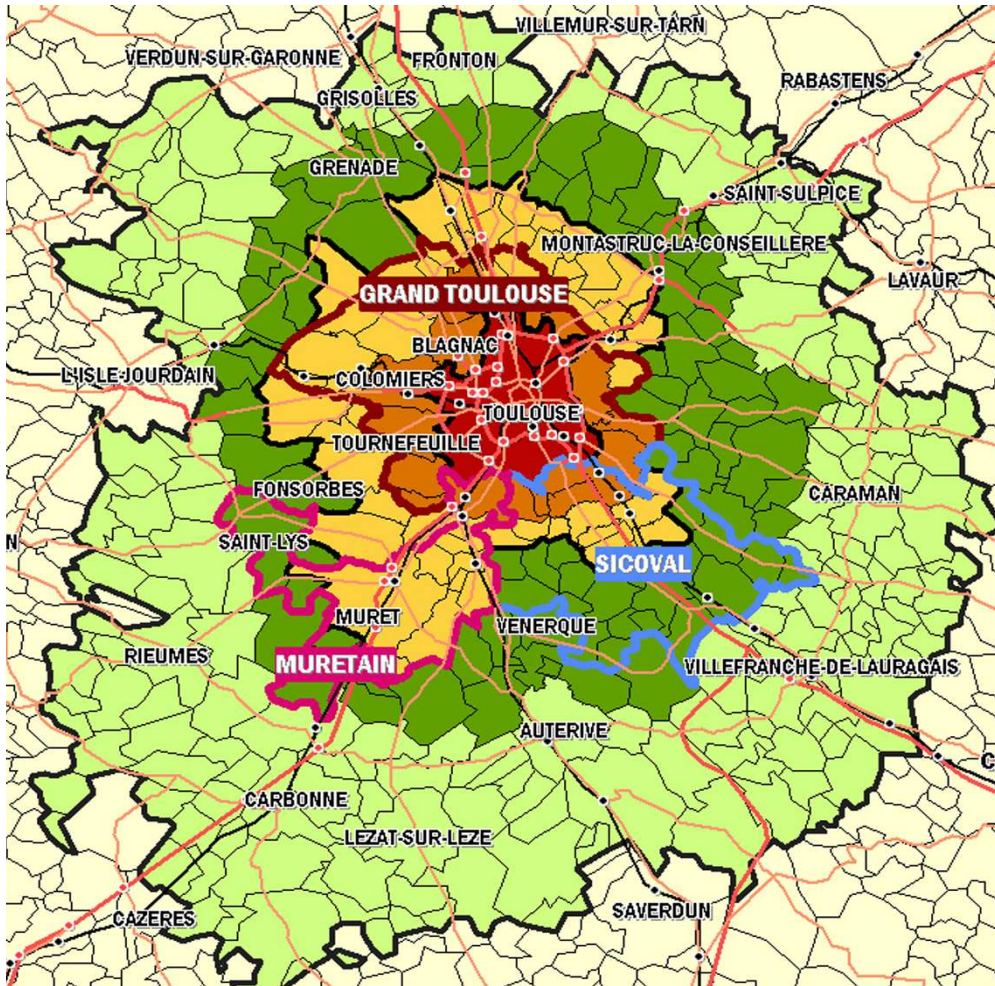 VILLEMUR-SUR-TARN
VERDUN-SUR-GARONNE
FRONTON
RABASTENS
GRISOLLES
GRENADE
SAINT-SULPICE
MONTASTRUC-LA-CONSEILLERE
LAVAUR
GRAND TOULOUSE
BLAGNAC
L'ISLE-JOURDAIN
COLOMIERS
TOULOUSE
TOURNEFEUILLE
FONSORBES
CARAMAN
N
SAINT-LYS
SICOVAL
MURET
VENERQUE
RIEUMES
MURETAIN
VILLEFRANCHE-DE-LAURAGAIS
AUTERIVE
C
CARBONNE
LEZAT-SUR-LEZE
CAZERES
SAVERDUN